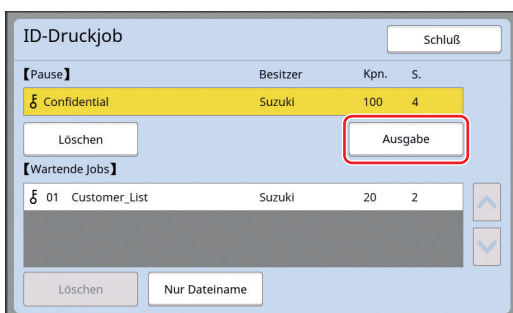 ID-Druckjob Schluß
【Pause】 Besitzer Kpn. S.
Confidential Suzuki 100 4
Löschen Ausgabe
【Wartende Jobs】
01 Customer_List Suzuki 20 2
Löschen Nur Dateiname